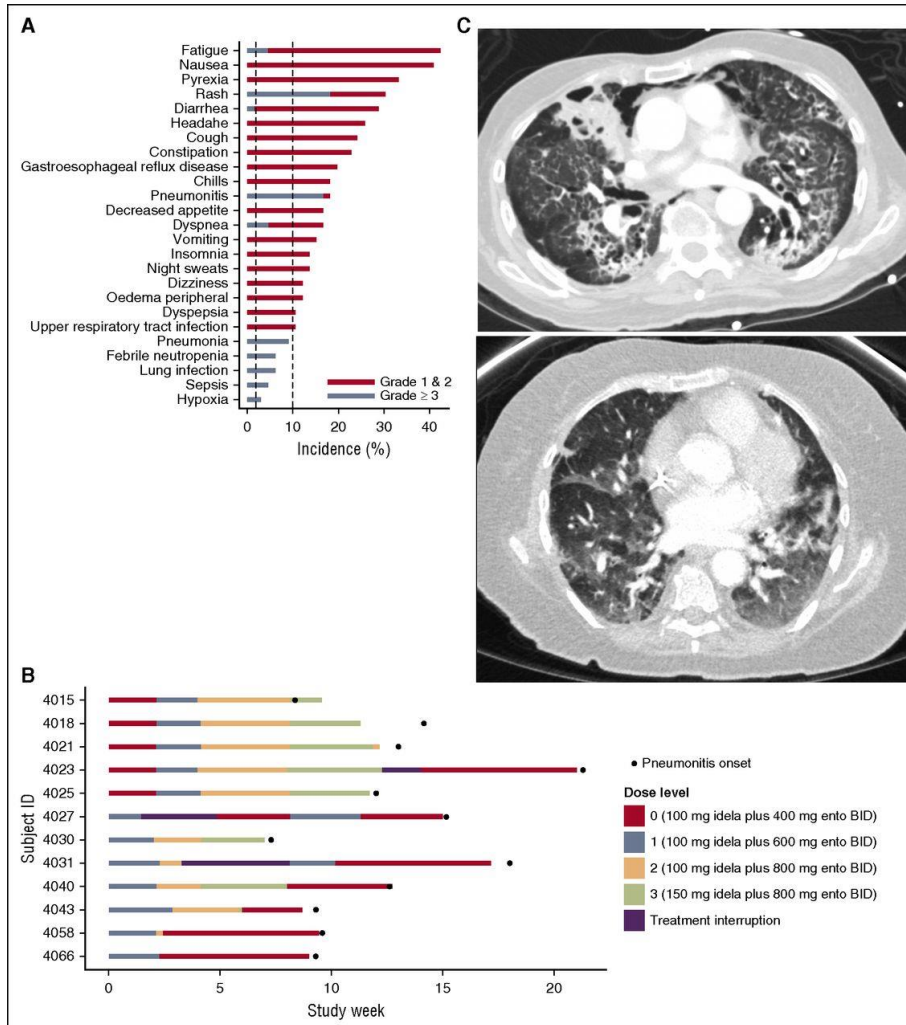 A
Fatigue
Nausea
Pyrexia
Rash
Diarrhea
Headahe
Cough
Constipation
Gastroesophageal reflux disease
Chills
Pneumonitis
Decreased appetite
Dyspnea
Vomiting
Insomnia
Night sweats
Dizziness
Oedema peripheral
Dyspepsia
Upper respiratory tract infection
Pneumonia
Febrile neutropenia
Lung infection
Sepsis
Hypoxia
Grade 1 & 2
Grade ≥ 3
0 10 20 30 40
Incidence (%)
C
B
4015
4018
4021
4023
4025
4027
4030
4031
4040
4043
4058
4066
Subject ID
0 5 10 15 20
Study week
Pneumonitis onset
Dose level
0 (100 mg idela plus 400 mg ento BID)
1 (100 mg idela plus 600 mg ento BID)
2 (100 mg idela plus 800 mg ento BID)
3 (150 mg idela plus 800 mg ento BID)
Treatment interruption